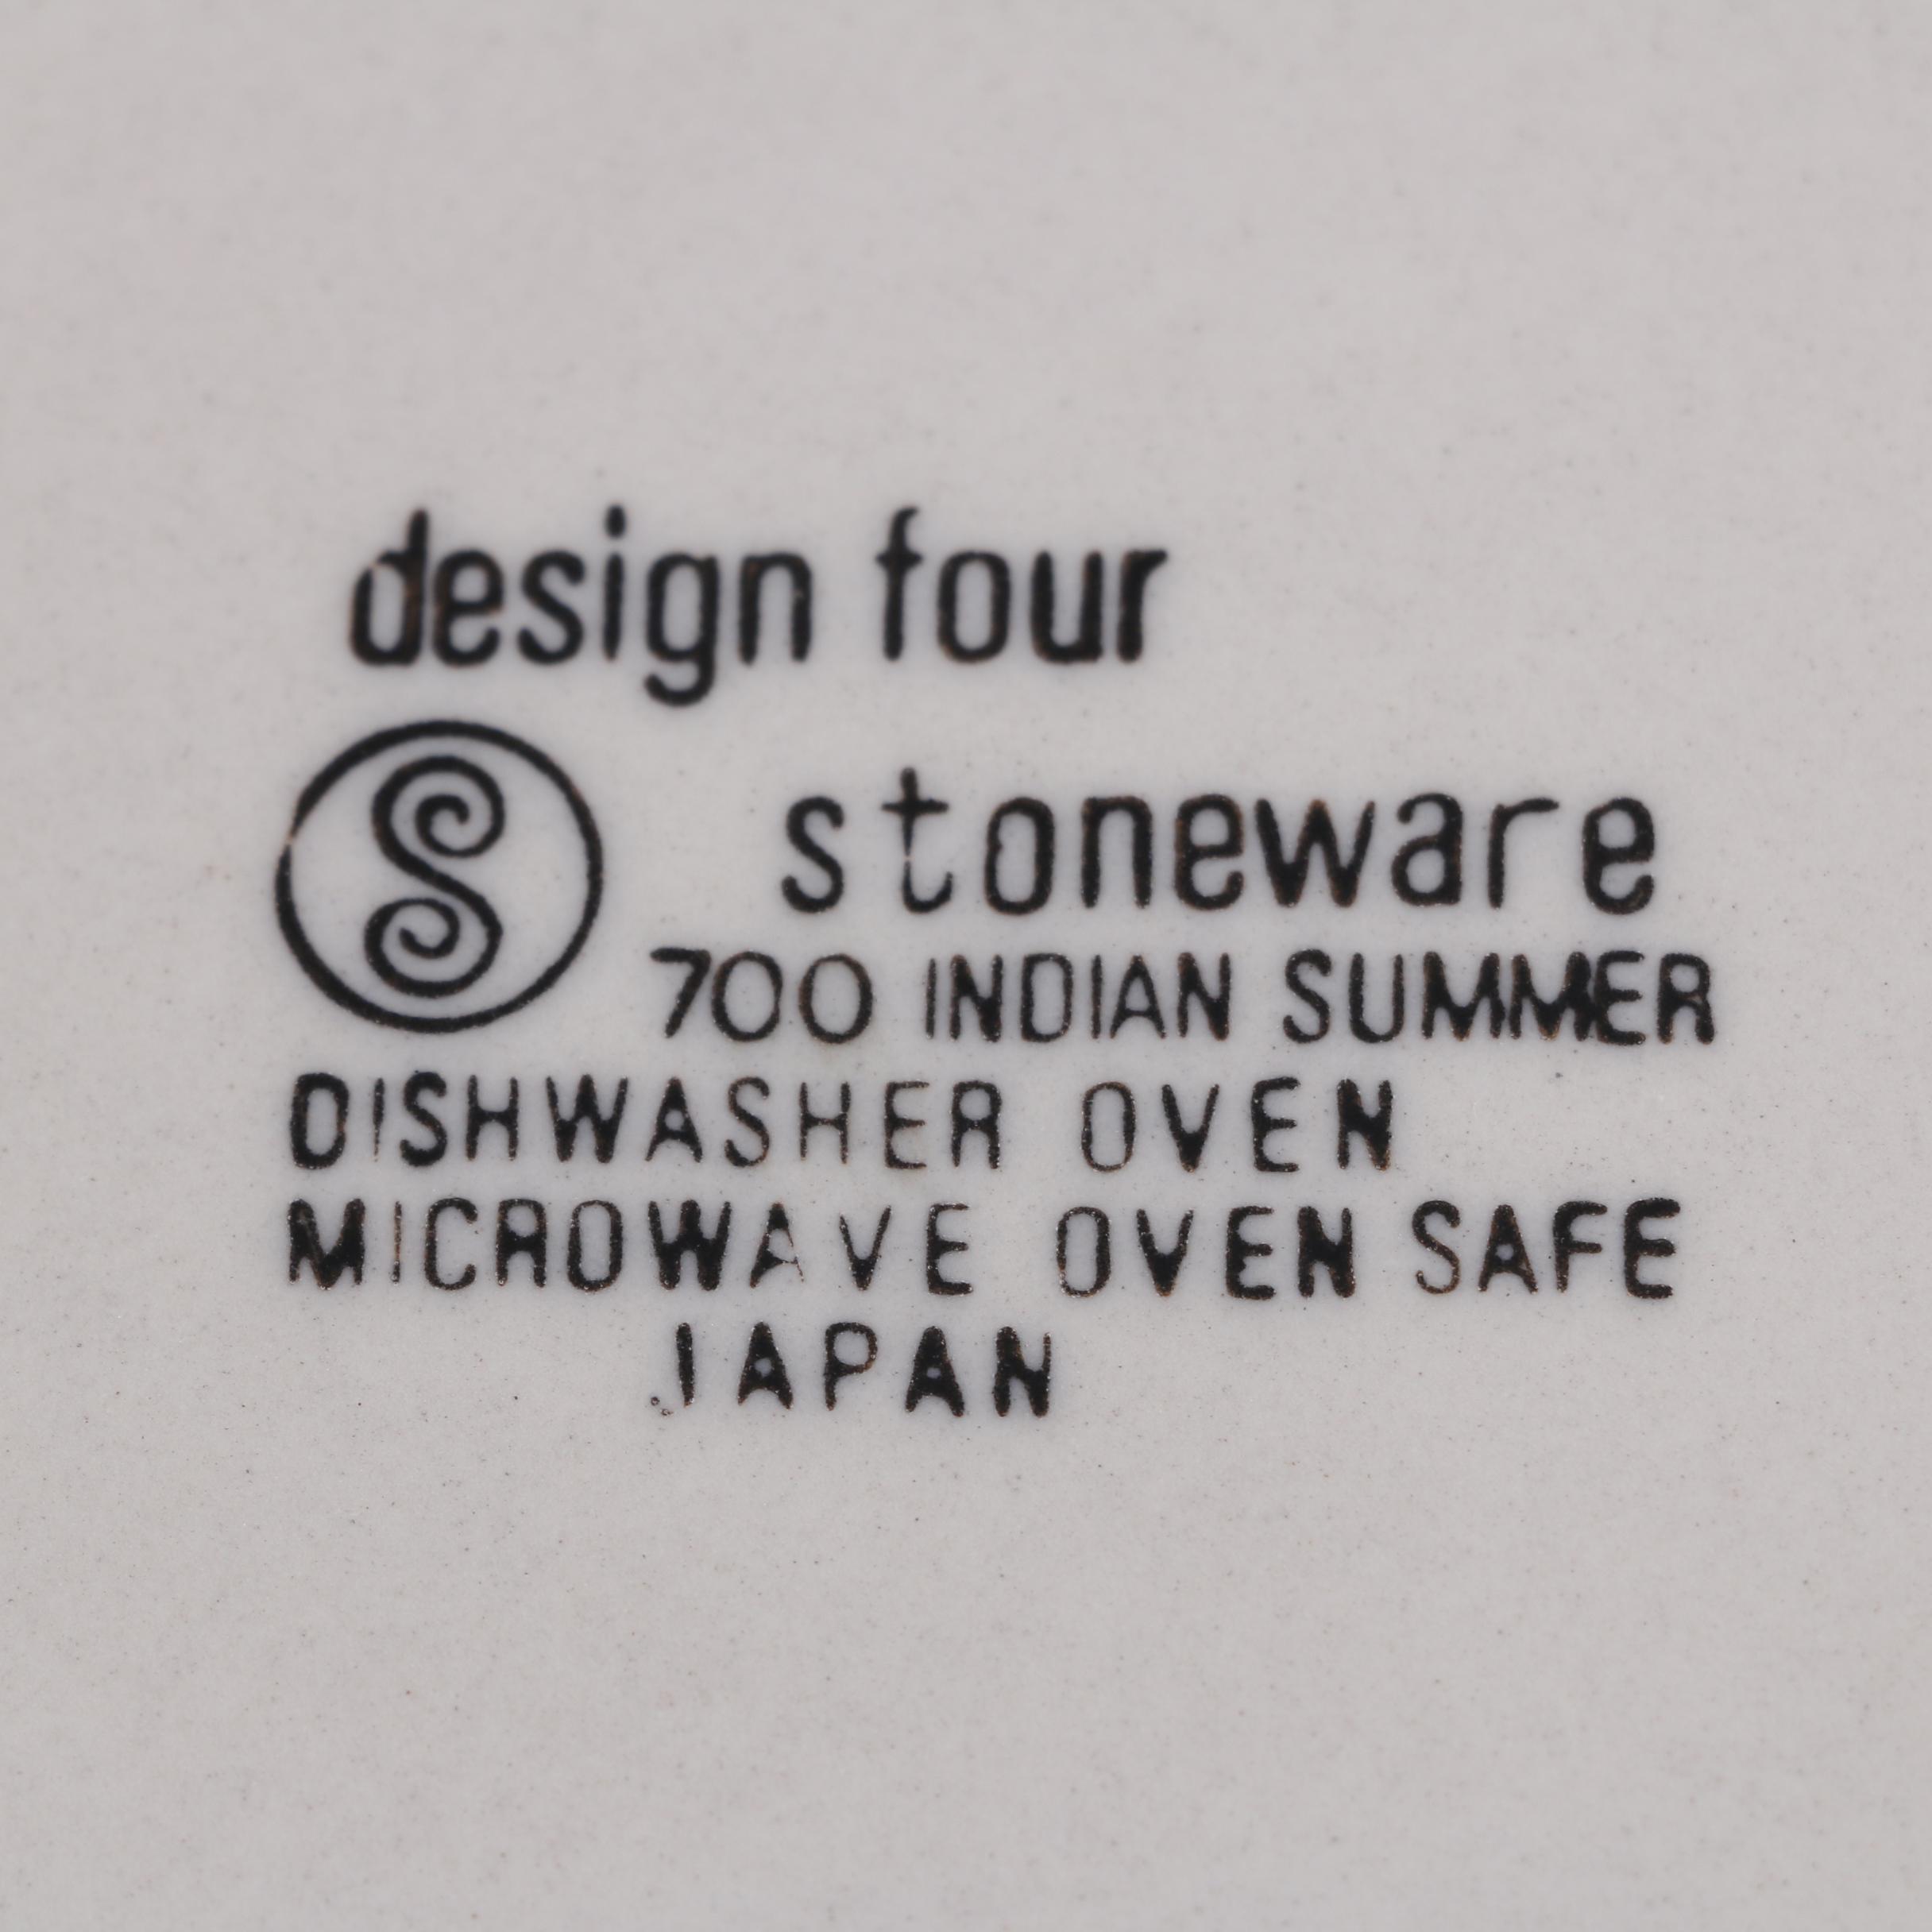 design four
S stoneware
700 INDIAN SUMMER
DISHWASHER OVEN
MICROWAVE OVEN SAFE
JAPAN